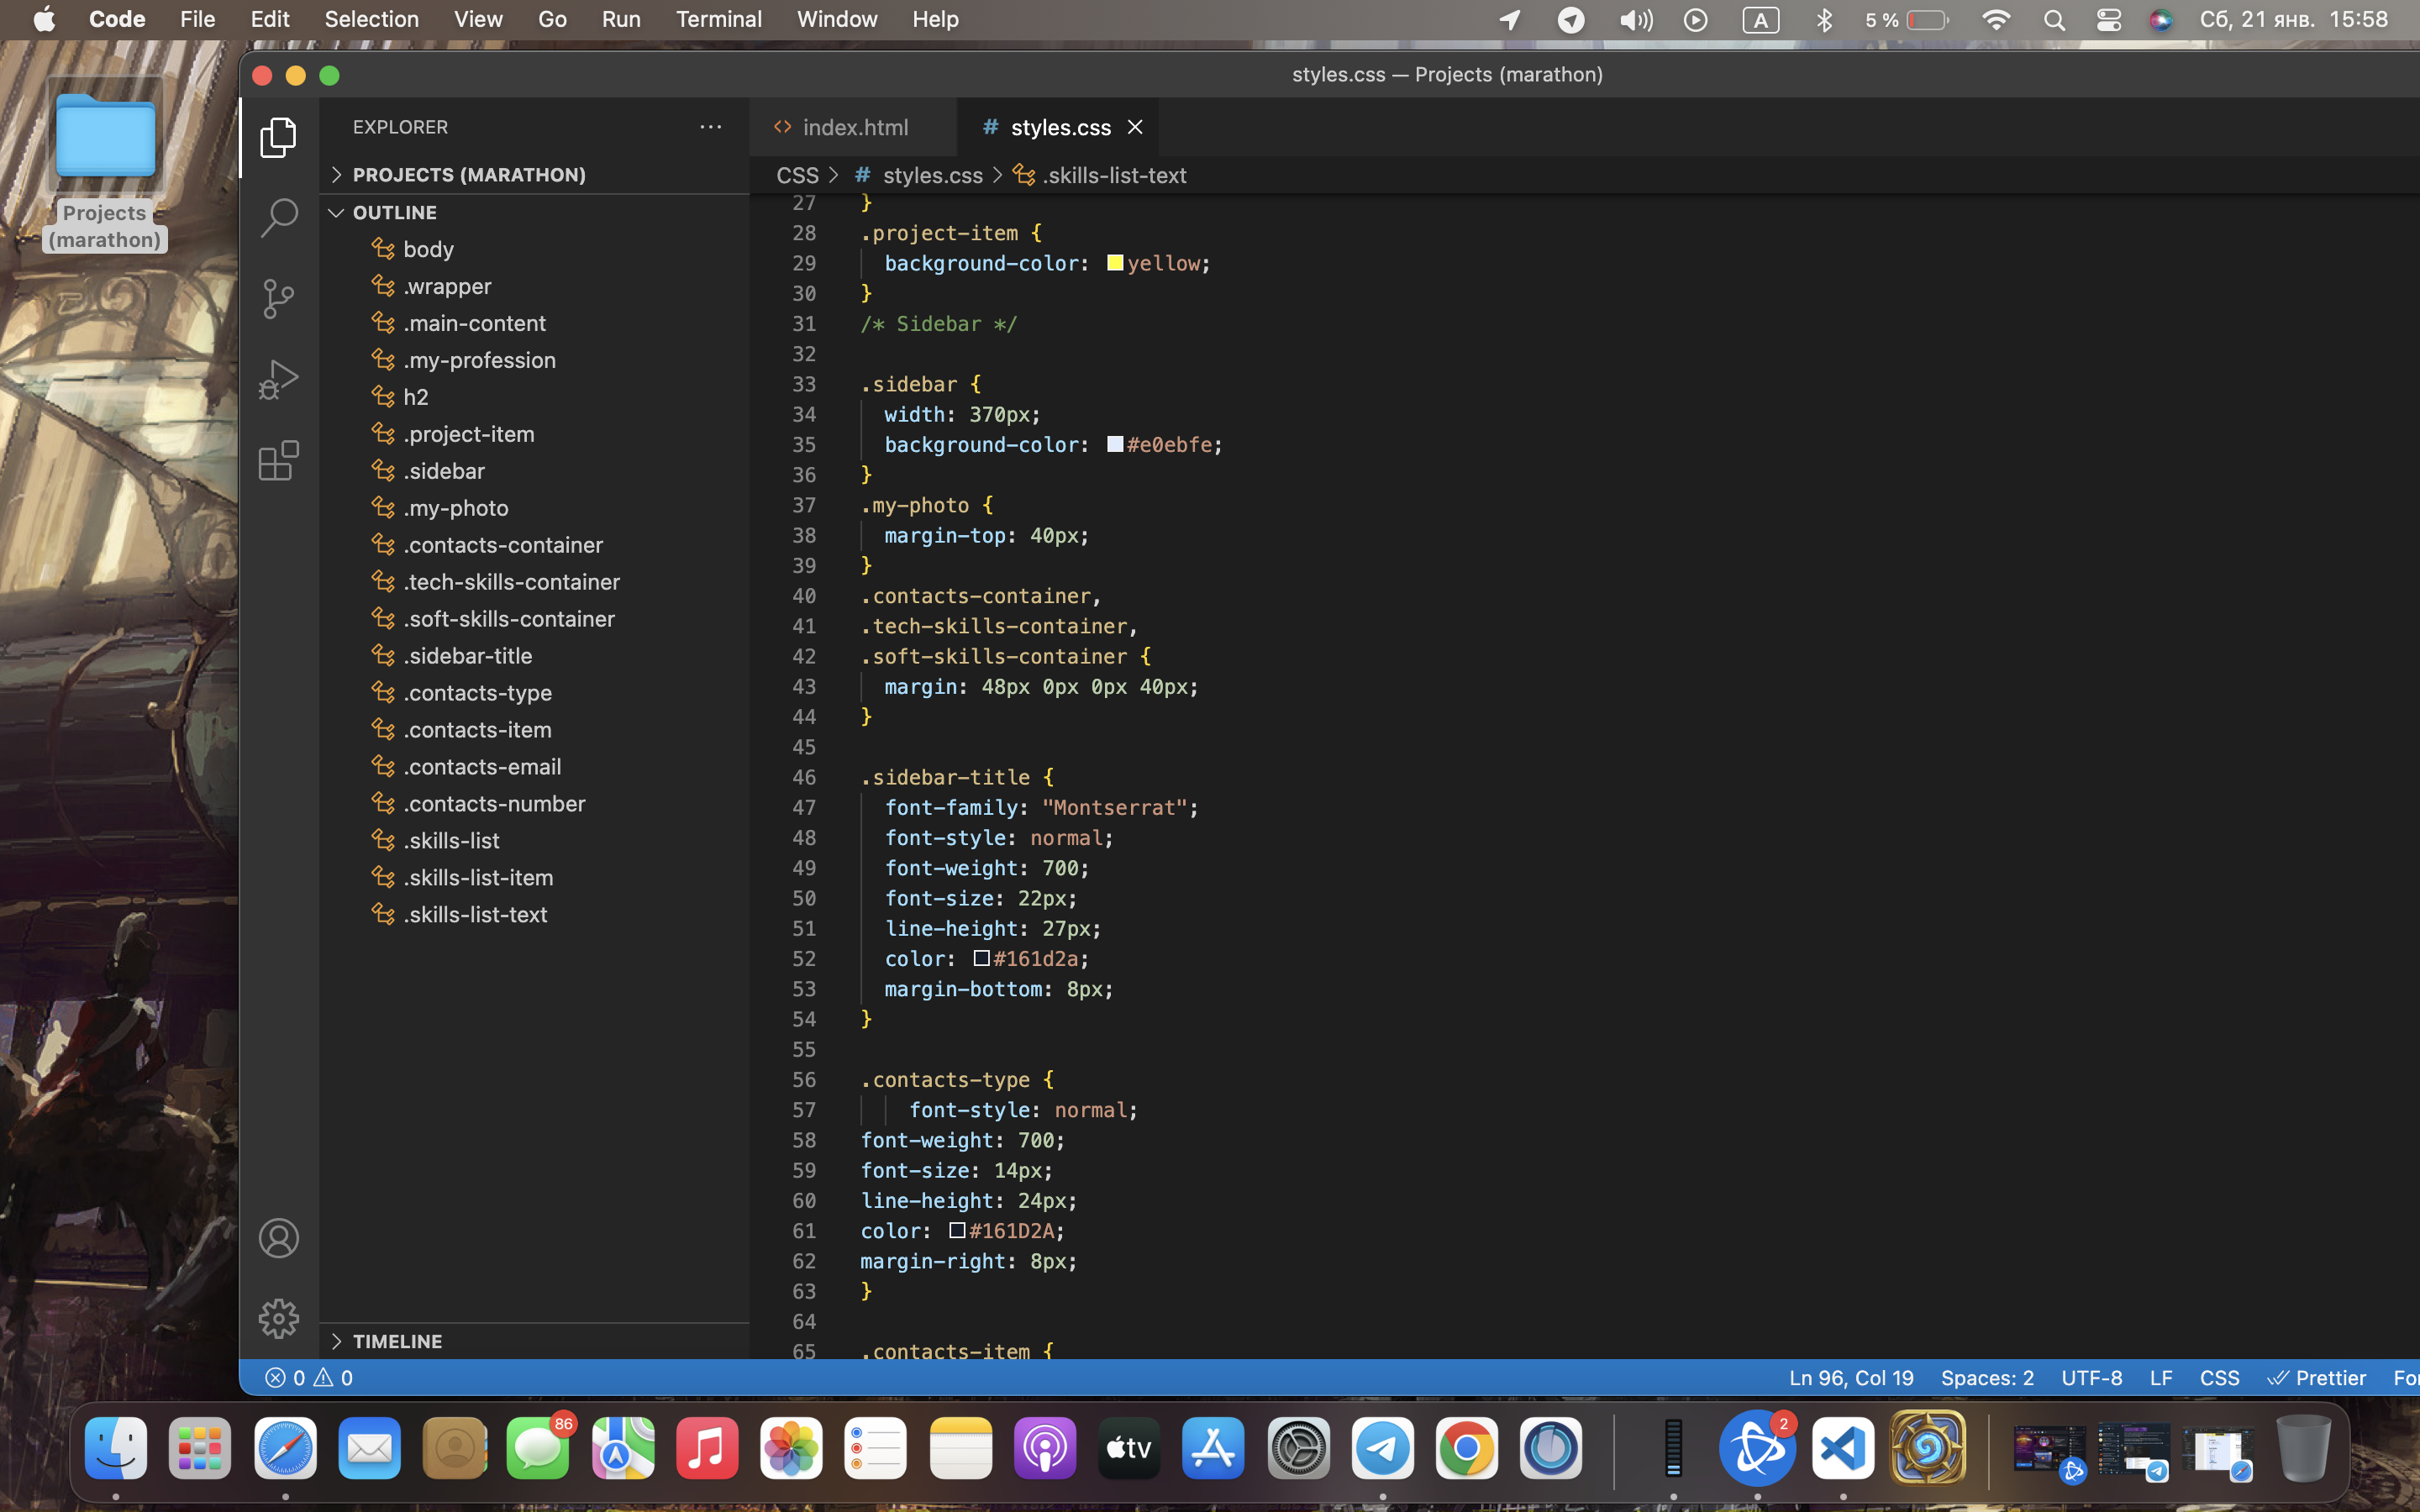 Code File Edit Selection View Go Run Terminal Window Help A 5 % Сб, 21 янв. 15:58
Projects
(marathon)
styles.css — Projects (marathon)
EXPLORER ...
PROJECTS (MARATHON)
OUTLINE
body
.wrapper
.main-content
.my-profession
h2
.project-item
.sidebar
.my-photo
.contacts-container
.tech-skills-container
.soft-skills-container
.sidebar-title
.contacts-type
.contacts-item
.contacts-email
.contacts-number
.skills-list
.skills-list-item
.skills-list-text
TIMELINE
<> index.html # styles.css
CSS > # styles.css > .skills-list-text
27 }
28 .project-item {
29 background-color: yellow;
30 }
31 /* Sidebar */
32
33 .sidebar {
34 width: 370px;
35 background-color: #e0ebfe;
36 }
37 .my-photo {
38 margin-top: 40px;
39 }
40 .contacts-container,
41 .tech-skills-container,
42 .soft-skills-container {
43 margin: 48px 0px 0px 40px;
44 }
45
46 .sidebar-title {
47 font-family: "Montserrat";
48 font-style: normal;
49 font-weight: 700;
50 font-size: 22px;
51 line-height: 27px;
52 color: #161d2a;
53 margin-bottom: 8px;
54 }
55
56 .contacts-type {
57 font-style: normal;
58 font-weight: 700;
59 font-size: 14px;
60 line-height: 24px;
61 color: #161D2A;
62 margin-right: 8px;
63 }
64
65 .contacts-item {
0 0 Ln 96, Col 19 Spaces: 2 UTF-8 LF CSS Prettier For
86 tv 2